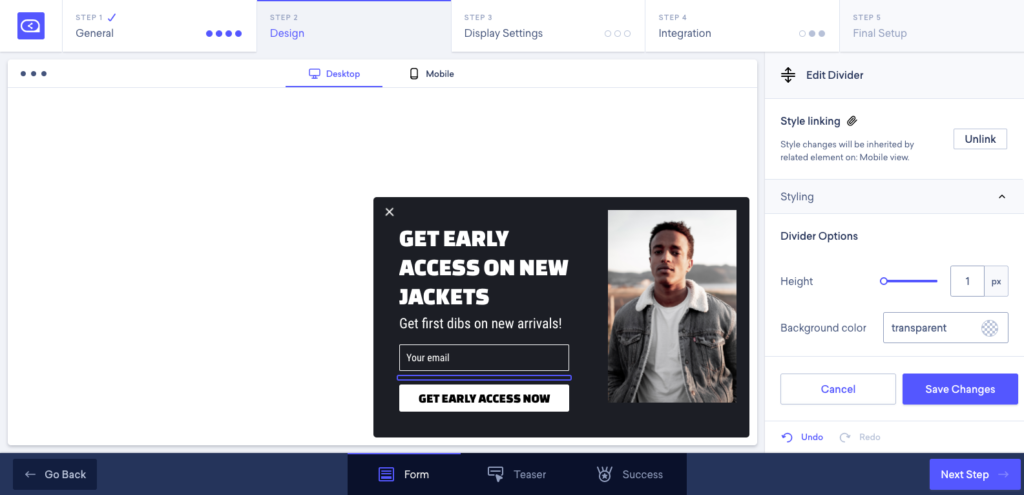 STEP 1
General
STEP 2
Design
STEP 3
Display Settings
STEP 4
Integration
STEP 5
Final Setup
Desktop
Mobile
GET EARLY
ACCESS ON NEW
JACKETS
Get first dibs on new arrivals!
Your email
GET EARLY ACCESS NOW
Edit Divider
Style linking
Style changes will be inherited by
related element on: Mobile view.
Unlink
Styling
Divider Options
Height
1
px
Background color
transparent
Cancel
Save Changes
Undo
Redo
Go Back
Form
Teaser
Success
Next Step